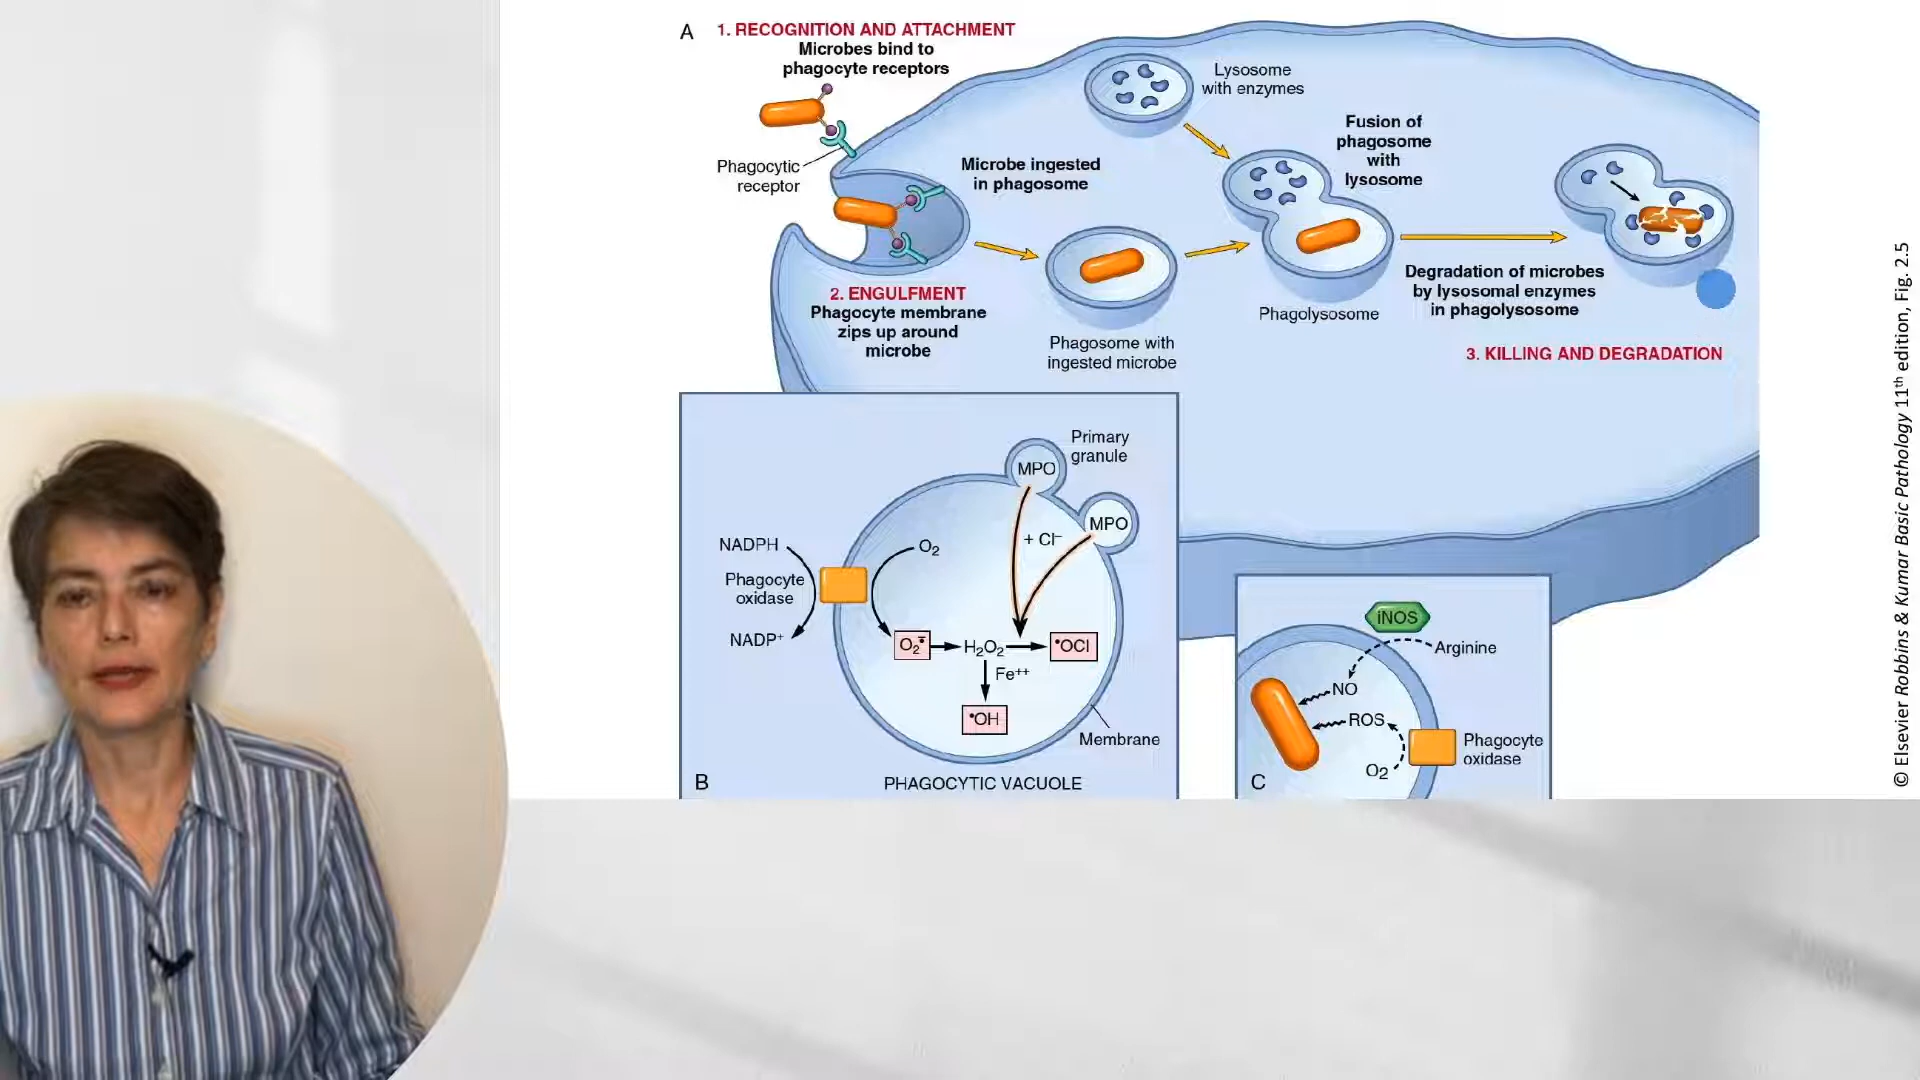 A
1. RECOGNITION AND ATTACHMENT
Microbes bind to
phagocyte receptors
Phagocytic
receptor
Lysosome
with enzymes
Microbe ingested
in phagosome
Fusion of
phagosome
with
lysosome
2. ENGULFMENT
Phagocyte membrane
zips up around
microbe
Phagosome with
ingested microbe
Phagolysosome
Degradation of microbes
by lysosomal enzymes
in phagolysosome
3. KILLING AND DEGRADATION
Primary
granule
MPO
MPO
+ Cl⁻
NADPH
O₂
Phagocyte
oxidase
NADP⁺
O₂⁻•
H₂O₂
•OCl
Fe⁺⁺
•OH
Membrane
B
PHAGOCYTIC VACUOLE
iNOS
Arginine
NO
ROS
O₂
Phagocyte
oxidase
C
© Elsevier Robbins & Kumar Basic Pathology 11ᵗʰ edition, Fig. 2.5